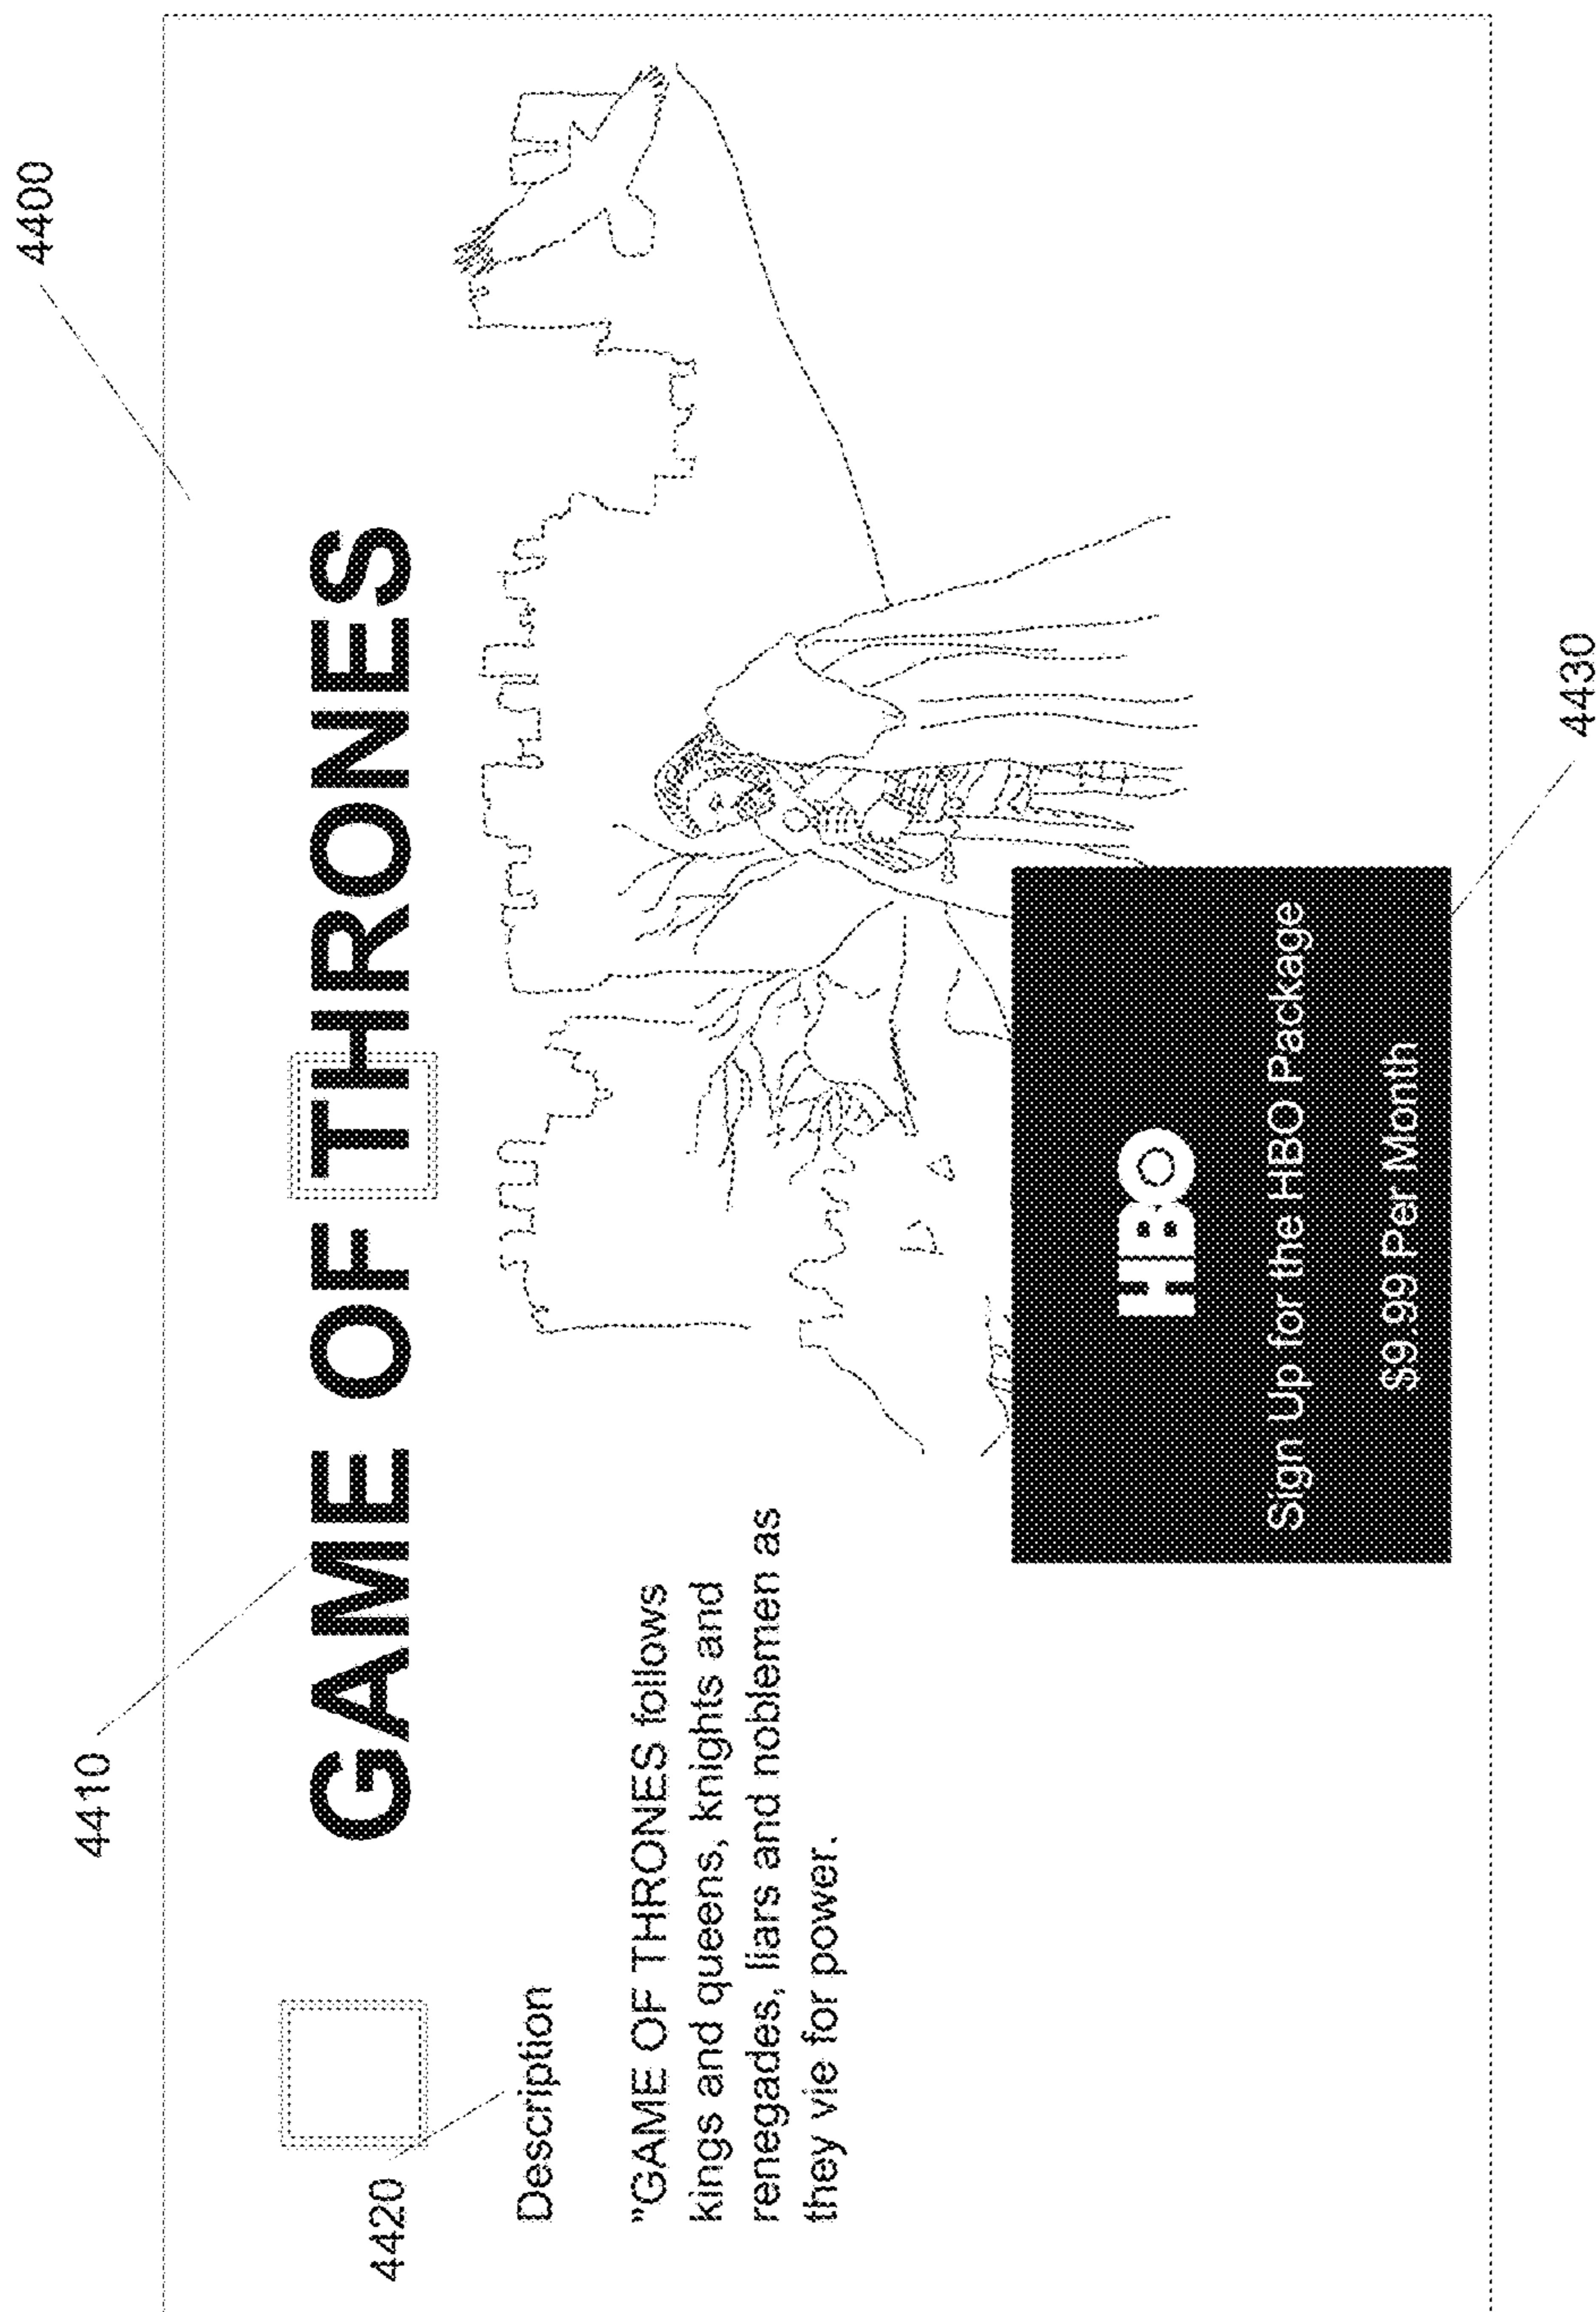 4400
4410
GAME OF THRONES
4420
Description
"GAME OF THRONES follows
kings and queens, knights and
renegades, liars and noblemen as
they vie for power.
HBO
Sign Up for the HBO Package
$9.99 Per Month
4430